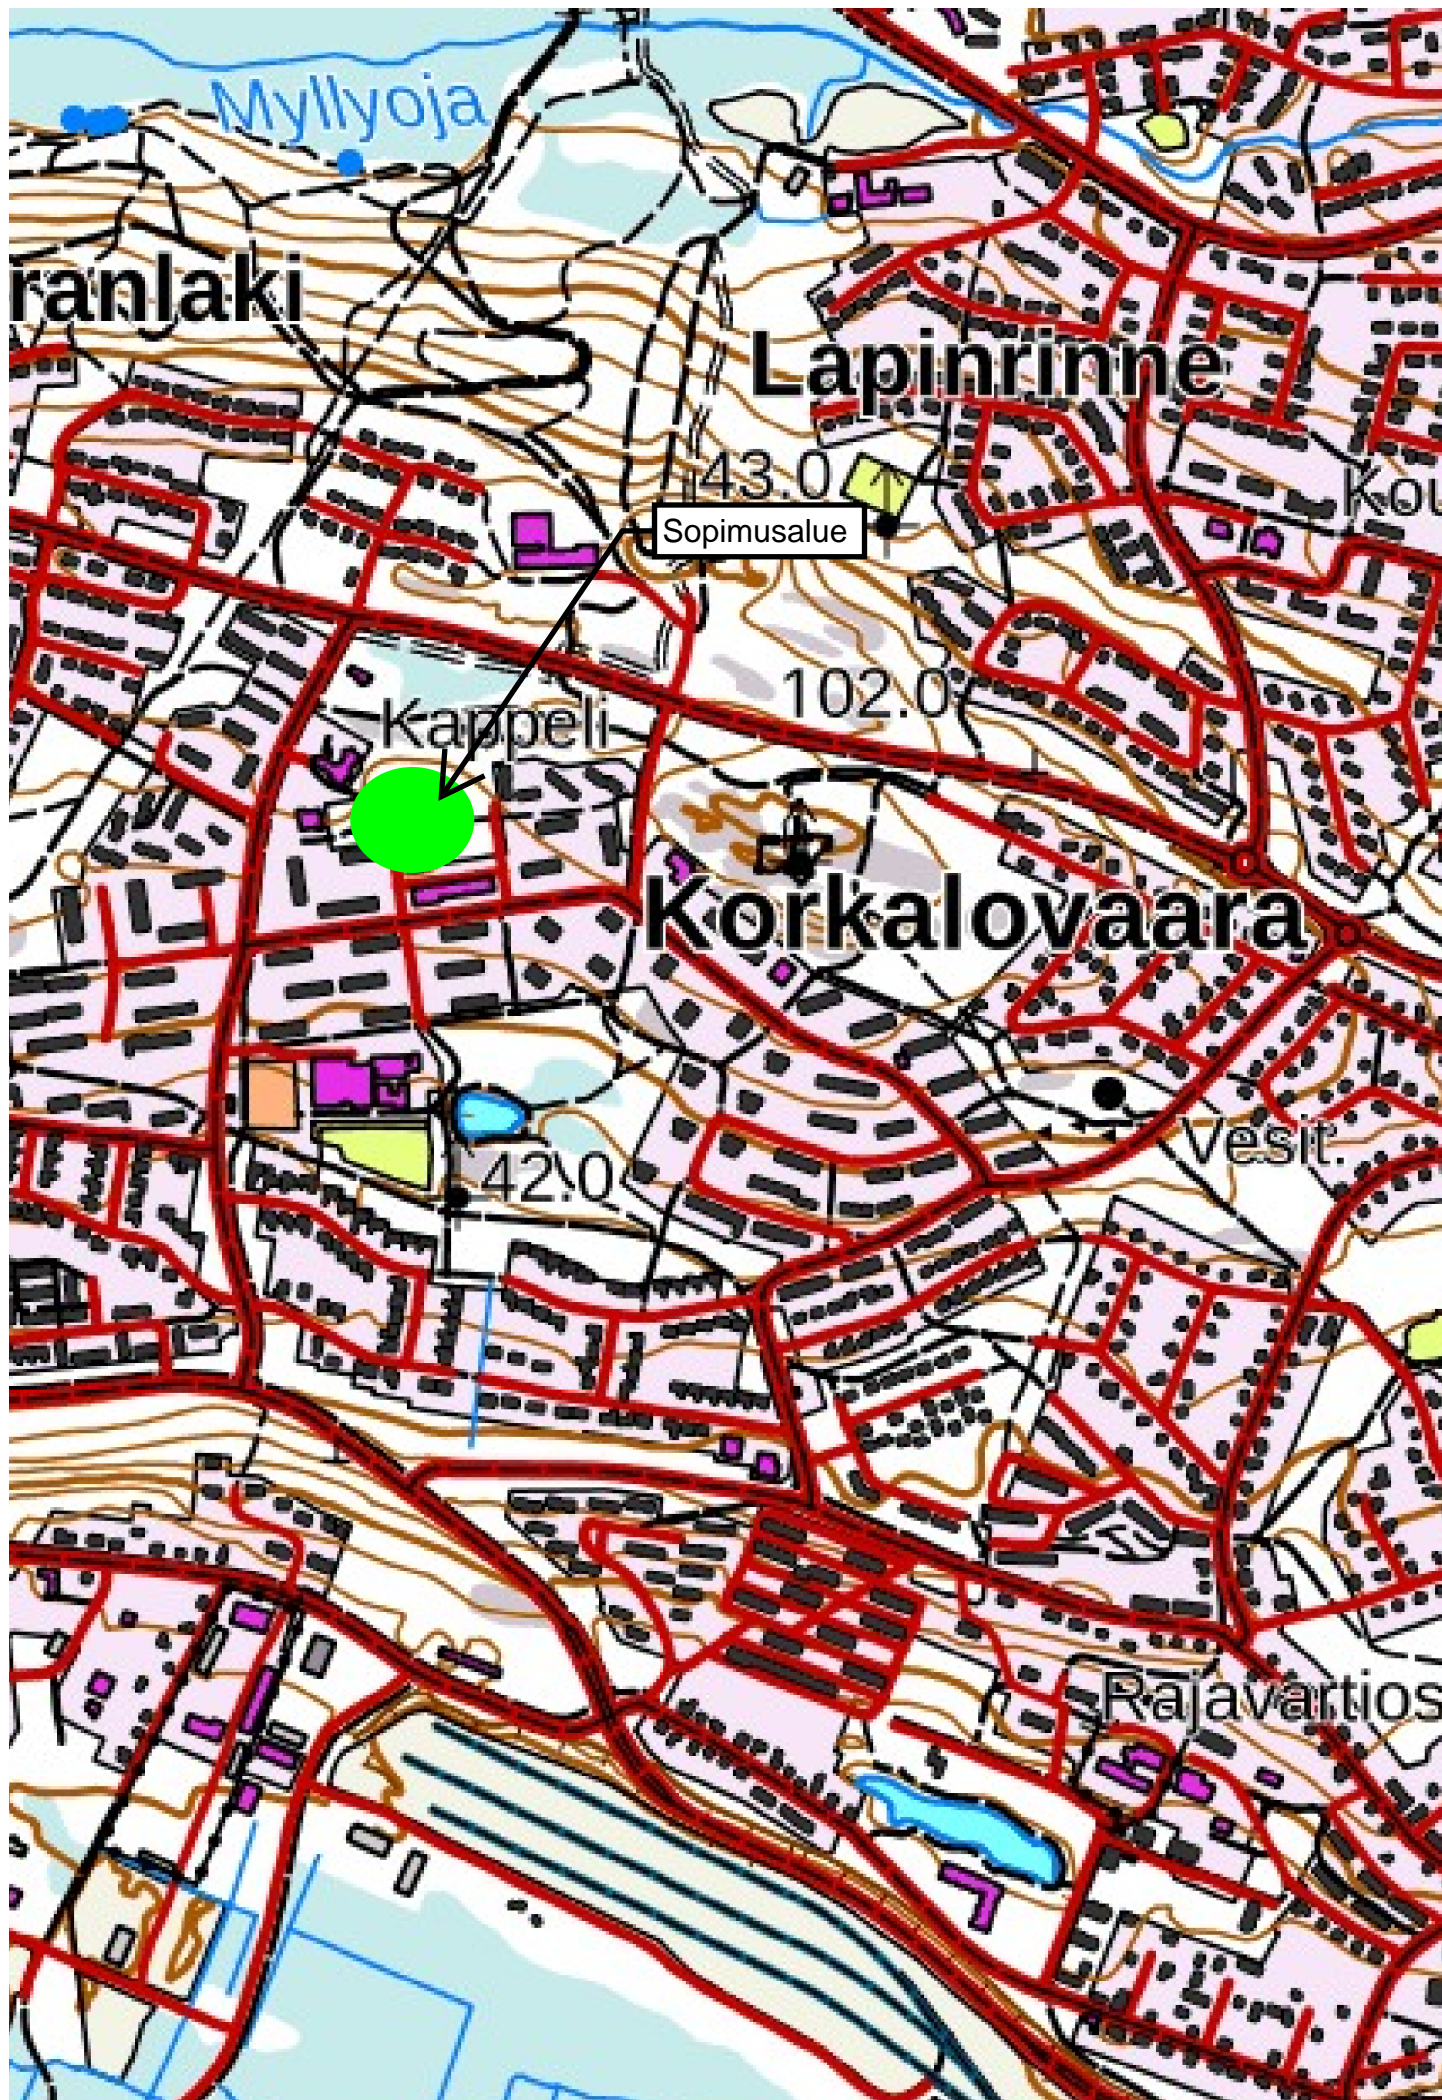 Myllyoja
ranlaki
Lapinrinne
43.0
Kou
Sopimusalue
102.0
Kappeli
Korkalovaara
Vesit.
42.0
Rajavartios